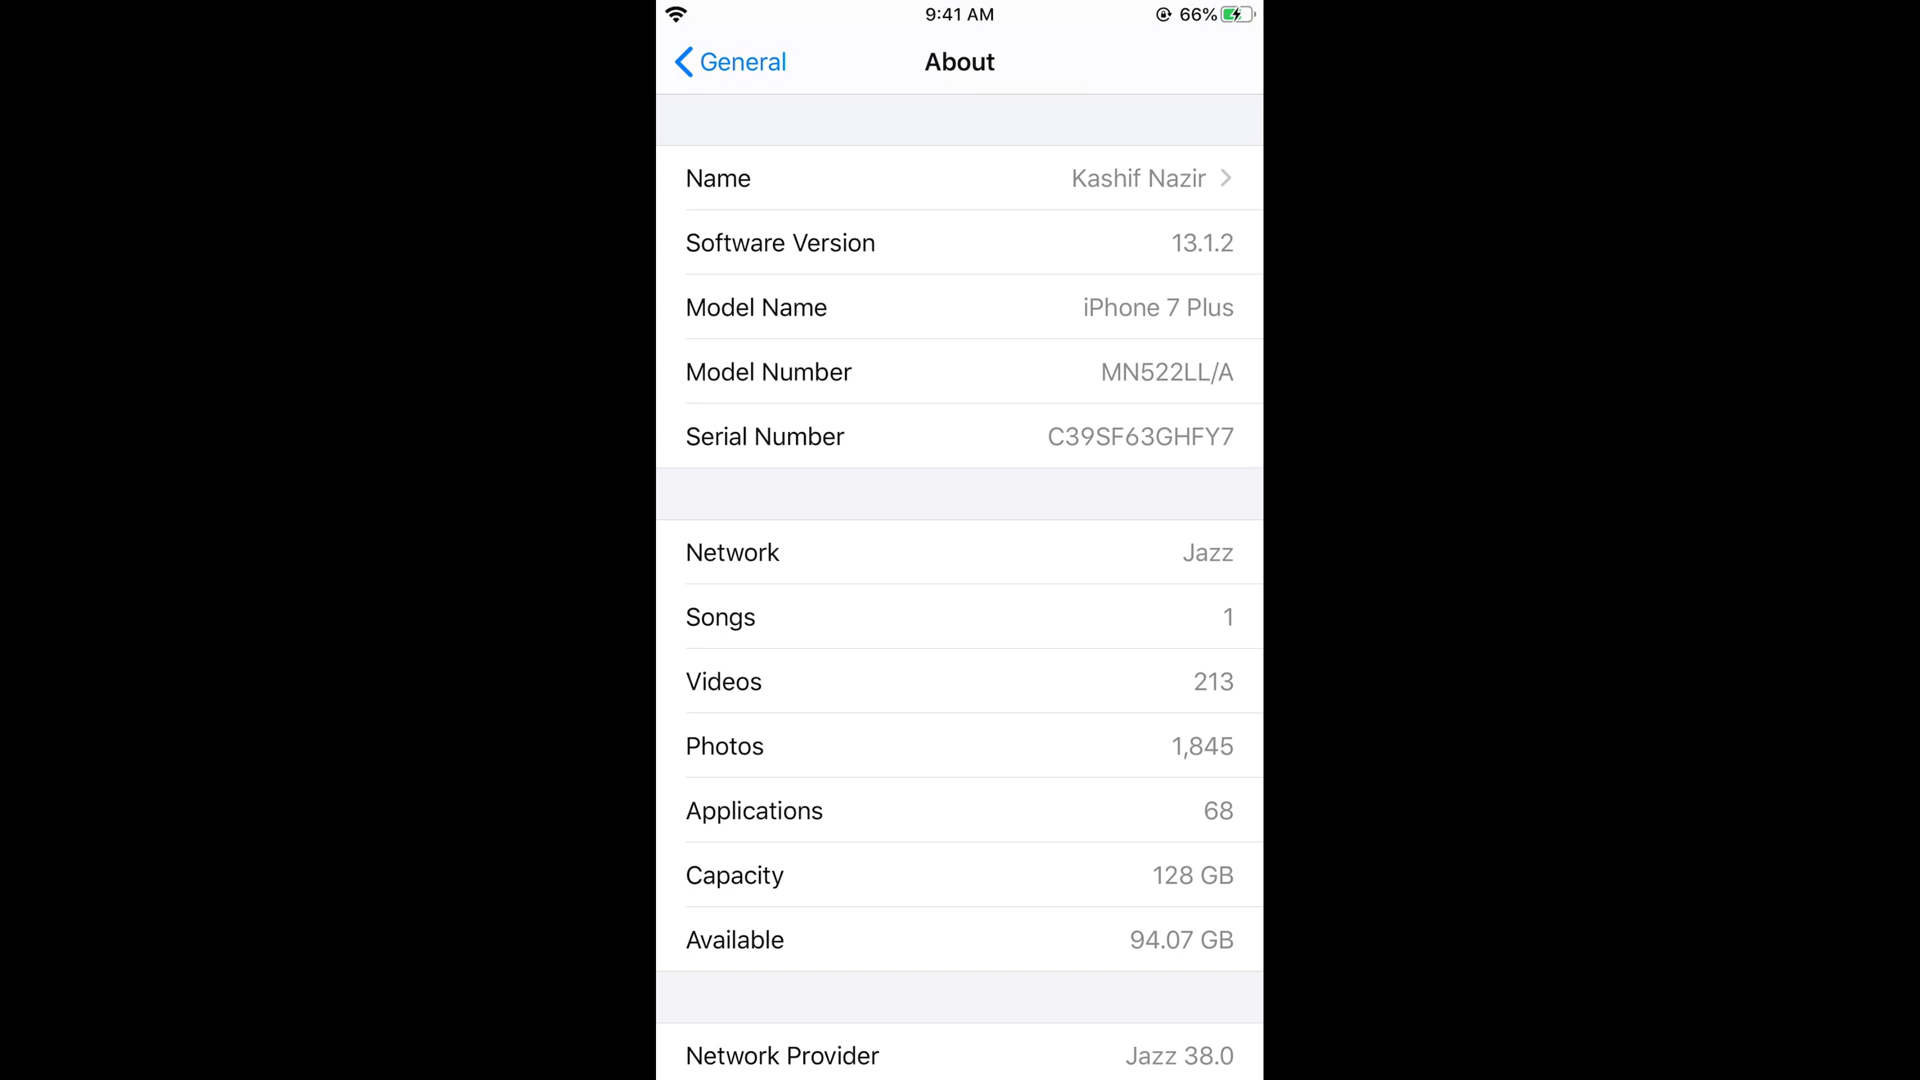 9:41 AM 66%
General About
Name Kashif Nazir
Software Version 13.1.2
Model Name iPhone 7 Plus
Model Number MN522LL/A
Serial Number C39SF63GHFY7
Network Jazz
Songs 1
Videos 213
Photos 1,845
Applications 68
Capacity 128 GB
Available 94.07 GB
Network Provider Jazz 38.0